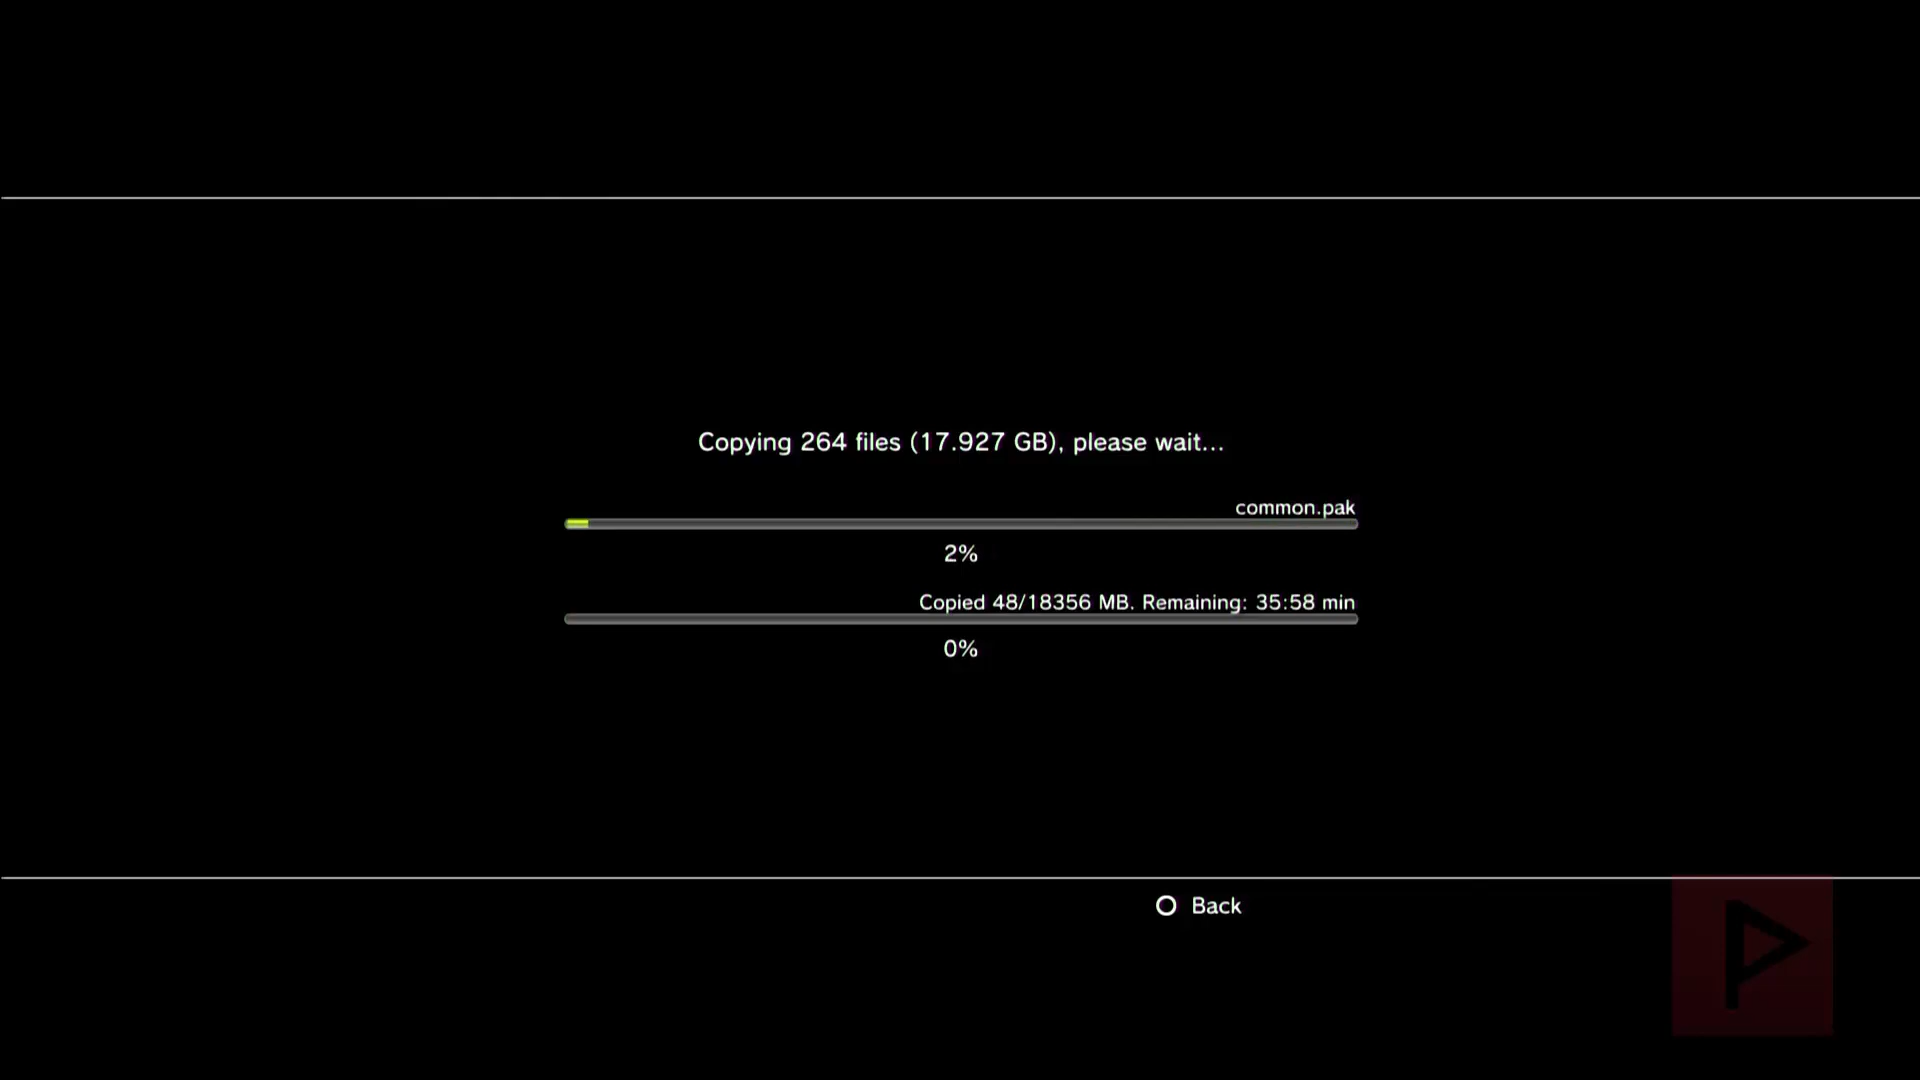 Copying 264 files (17.927 GB), please wait...
common.pak
2%
Copied 48/18356 MB. Remaining: 35:58 min
0%
Back